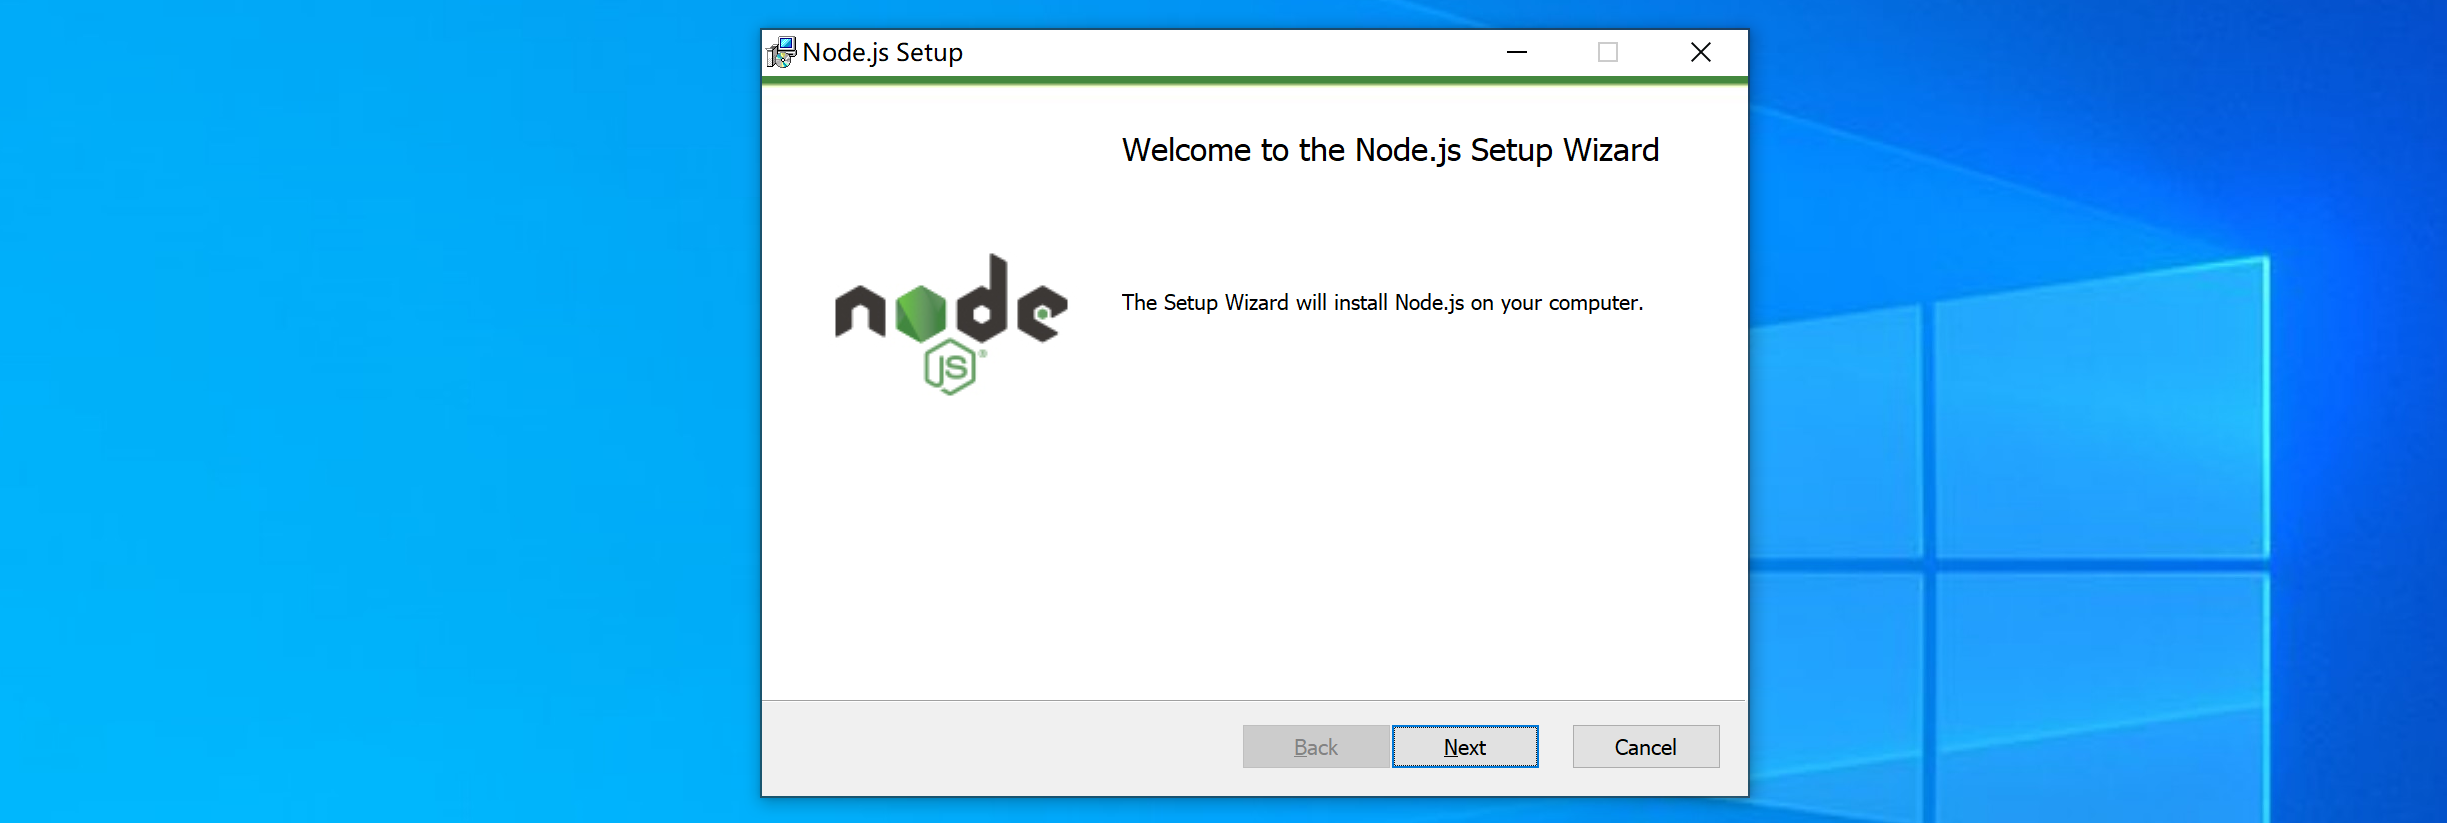 Node.js Setup
Welcome to the Node.js Setup Wizard
node
JS®
The Setup Wizard will install Node.js on your computer.
Back
Next
Cancel